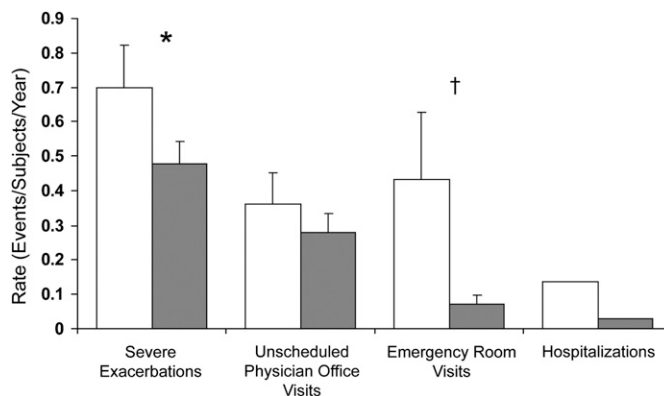 Rate (Events/Subjects/Year)
0.9
0.8
0.7
0.6
0.5
0.4
0.3
0.2
0.1
0
*
†
Severe
Exacerbations
Unscheduled
Physician Office
Visits
Emergency Room
Visits
Hospitalizations